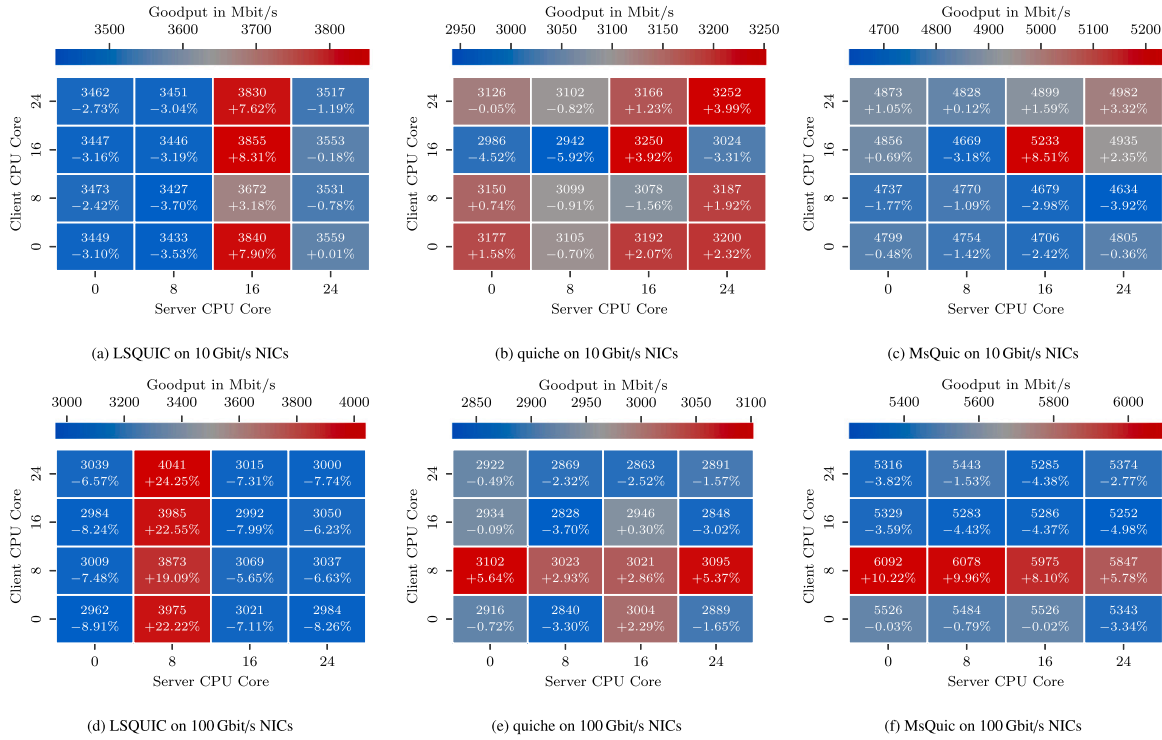 Goodput in Mbit/s
3500 3600 3700 3800
Client CPU Core
24
3462 3451 3830 3517
−2.73% −3.04% +7.62% −1.19%
16
3447 3446 3855 3553
−3.16% −3.19% +8.31% −0.18%
8
3473 3427 3672 3531
−2.42% −3.70% +3.18% −0.78%
0
3449 3433 3840 3559
−3.10% −3.53% +7.90% +0.01%
0 8 16 24
Server CPU Core
(a) LSQUIC on 10 Gbit/s NICs
Goodput in Mbit/s
2950 3000 3050 3100 3150 3200 3250
Client CPU Core
24
3126 3102 3166 3252
−0.05% −0.82% +1.23% +3.99%
16
2986 2942 3250 3024
−4.52% −5.92% +3.92% −3.31%
8
3150 3099 3078 3187
+0.74% −0.91% −1.56% +1.92%
0
3177 3105 3192 3200
+1.58% −0.70% +2.07% +2.32%
0 8 16 24
Server CPU Core
(b) quiche on 10 Gbit/s NICs
Goodput in Mbit/s
4700 4800 4900 5000 5100 5200
Client CPU Core
24
4873 4828 4899 4982
+1.05% +0.12% +1.59% +3.32%
16
4856 4669 5233 4935
+0.69% −3.18% +8.51% +2.35%
8
4737 4770 4679 4634
−1.77% −1.09% −2.98% −3.92%
0
4799 4754 4706 4805
−0.48% −1.42% −2.42% −0.36%
0 8 16 24
Server CPU Core
(c) MsQuic on 10 Gbit/s NICs
Goodput in Mbit/s
3000 3200 3400 3600 3800 4000
Client CPU Core
24
3039 4041 3015 3000
−6.57% +24.25% −7.31% −7.74%
16
2984 3985 2992 3050
−8.24% +22.55% −7.99% −6.23%
8
3009 3873 3069 3037
−7.48% +19.09% −5.65% −6.63%
0
2962 3975 3021 2984
−8.91% +22.22% −7.11% −8.26%
0 8 16 24
Server CPU Core
(d) LSQUIC on 100 Gbit/s NICs
Goodput in Mbit/s
2850 2900 2950 3000 3050 3100
Client CPU Core
24
2922 2869 2863 2891
−0.49% −2.32% −2.52% −1.57%
16
2934 2828 2946 2848
−0.09% −3.70% +0.30% −3.02%
8
3102 3023 3021 3095
+5.64% +2.93% +2.86% +5.37%
0
2916 2840 3004 2889
−0.72% −3.30% +2.29% −1.65%
0 8 16 24
Server CPU Core
(e) quiche on 100 Gbit/s NICs
Goodput in Mbit/s
5400 5600 5800 6000
Client CPU Core
24
5316 5443 5285 5374
−3.82% −1.53% −4.38% −2.77%
16
5329 5283 5286 5252
−3.59% −4.43% −4.37% −4.98%
8
6092 6078 5975 5847
+10.22% +9.96% +8.10% +5.78%
0
5526 5484 5526 5343
−0.03% −0.79% −0.02% −3.34%
0 8 16 24
Server CPU Core
(f) MsQuic on 100 Gbit/s NICs